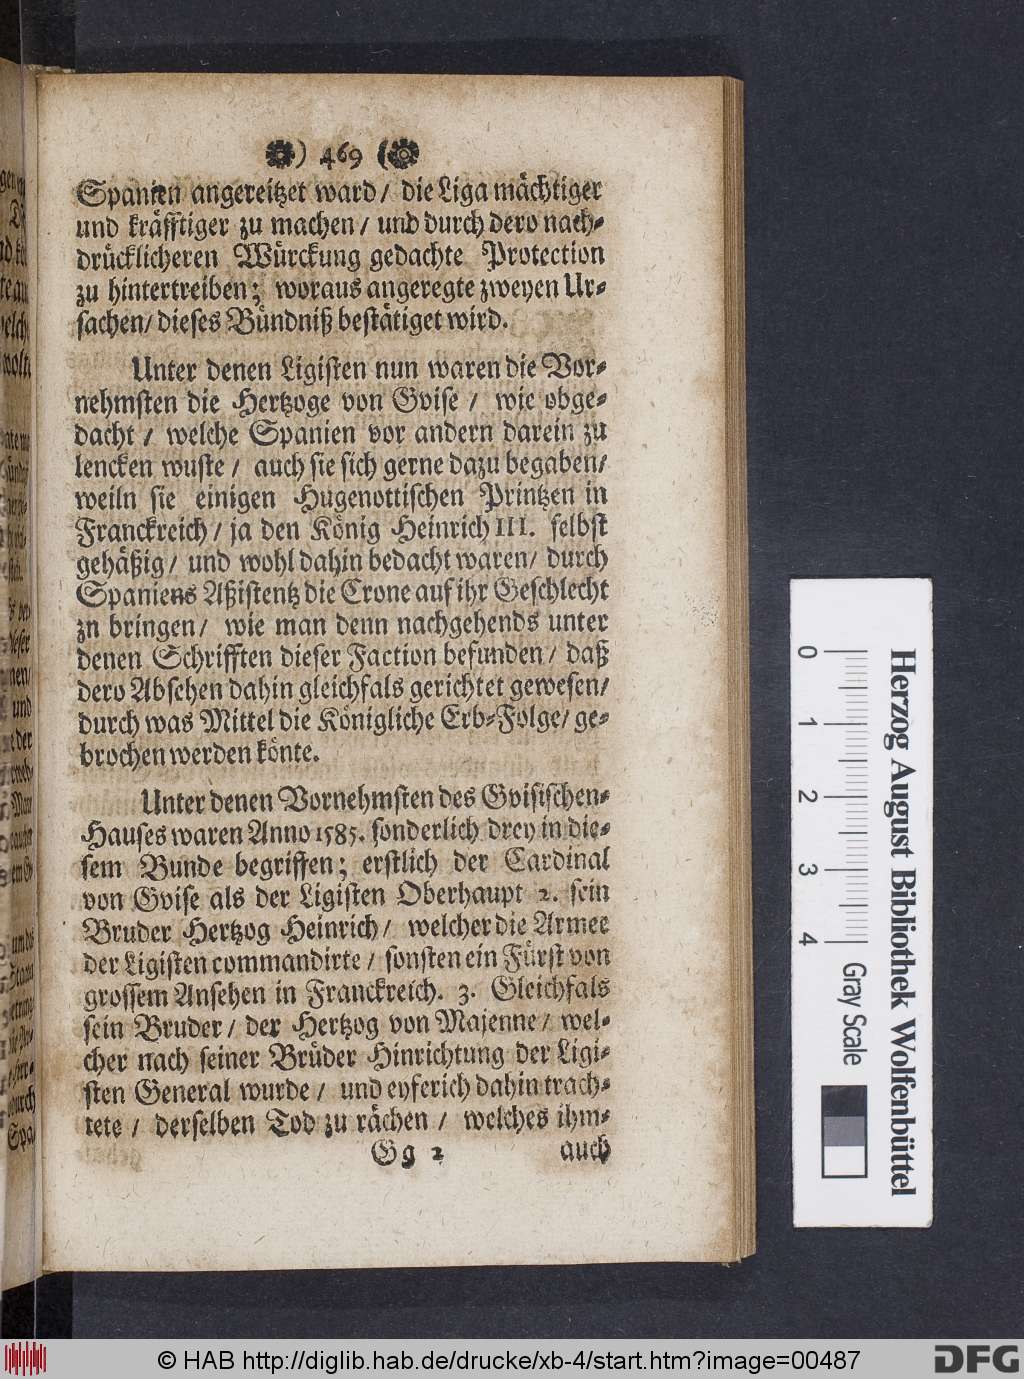 ) 469 (
Spanien angereitzet ward / die Liga mächtiger
und kräfftiger zu machen / und durch dero nach-
drücklicheren Würckung gedachte Protection
zu hintertreiben; woraus angeregte zweyen Ur-
sachen / dieses Bündniß bestätiget wird.
Unter denen Ligisten nun waren die Vor-
nehmsten die Hertzoge von Gvise / wie obge-
dacht / welche Spanien vor andern darein zu
lencken wuste / auch sie sich gerne dazu begaben /
weiln sie einigen Hugenottischen Printzen in
Franckreich / ja den König Heinrich III. selbst
gehäßig / und wohl dahin bedacht waren / durch
Spaniens Aßistentz die Crone auf ihr Geschlecht
zn bringen / wie man denn nachgehends unter
denen Schrifften dieser Faction befunden / daß
dero Absehen dahin gleichfals gerichtet gewesen /
durch was Mittel die Königliche Erb-Folge / ge-
brochen werden könte.
Unter denen Vornehmsten des Gvisischen-
Hauses waren Anno 1585. sonderlich drey in die-
sem Bunde begriffen; erstlich der Cardinal
von Gvise als der Ligisten Oberhaupt 2. sein
Bruder Hertzog Heinrich / welcher die Armee
der Ligisten commandirte / sonsten ein Fürst von
grossem Ansehen in Franckreich. 3. Gleichfals
sein Bruder / der Hertzog von Majenne / wel-
cher nach seiner Brüder Hinrichtung der Ligi-
sten General wurde / und eyferich dahin trach-
tete / derselben Tod zu rächen / welches ihm-
Gg 2 auch
0 1 2 3 4
Gray Scale
Herzog August Bibliothek Wolfenbüttel
© HAB http://diglib.hab.de/drucke/xb-4/start.htm?image=00487
DFG